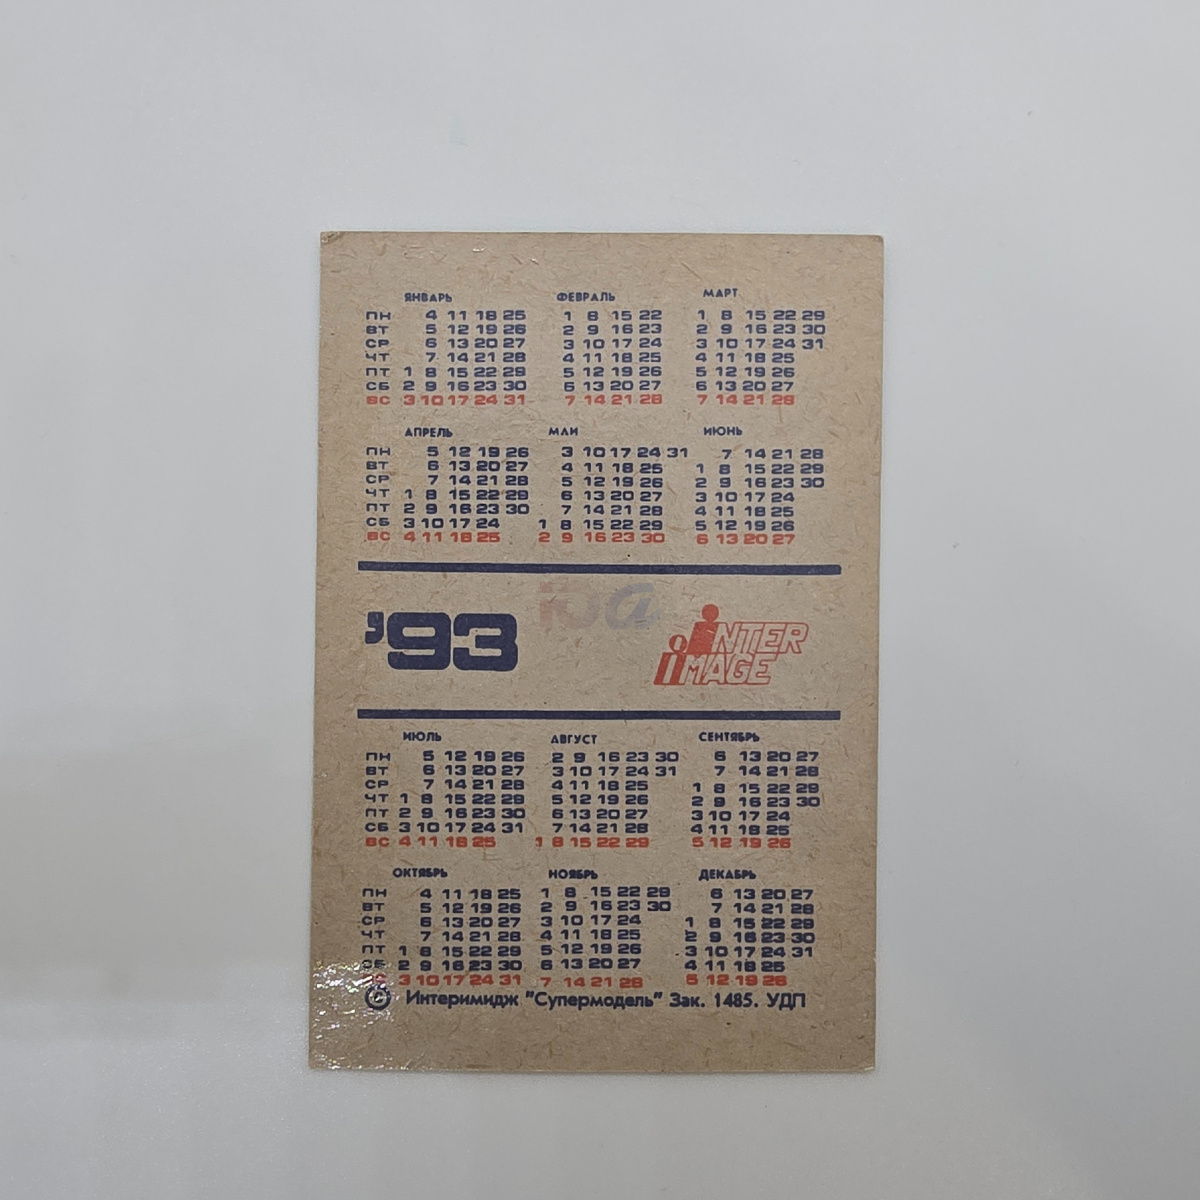 ЯНВАРЬ ФЕВРАЛЬ МАРТ
ПН 4 11 18 25 1 8 15 22 1 8 15 22 29
ВТ 5 12 19 26 2 9 16 23 2 9 16 23 30
СР 6 13 20 27 3 10 17 24 3 10 17 24 31
ЧТ 7 14 21 28 4 11 18 25 4 11 18 25
ПТ 1 8 15 22 29 5 12 19 26 5 12 19 26
СБ 2 9 16 23 30 6 13 20 27 6 13 20 27
ВС 3 10 17 24 31 7 14 21 28 7 14 21 28
АПРЕЛЬ МАИ ИЮНЬ
ПН 5 12 19 26 3 10 17 24 31 7 14 21 28
ВТ 6 13 20 27 4 11 18 25 1 8 15 22 29
СР 7 14 21 28 5 12 19 26 2 9 16 23 30
ЧТ 1 8 15 22 29 6 13 20 27 3 10 17 24
ПТ 2 9 16 23 30 7 14 21 28 4 11 18 25
СБ 3 10 17 24 1 8 15 22 29 5 12 19 26
ВС 4 11 18 25 2 9 16 23 30 6 13 20 27
'93 INTER
IMAGE
ИЮЛЬ АВГУСТ СЕНТЯБРЬ
ПН 5 12 19 26 2 9 16 23 30 6 13 20 27
ВТ 6 13 20 27 3 10 17 24 31 7 14 21 28
СР 7 14 21 28 4 11 18 25 1 8 15 22 29
ЧТ 1 8 15 22 29 5 12 19 26 2 9 16 23 30
ПТ 2 9 16 23 30 6 13 20 27 3 10 17 24
СБ 3 10 17 24 31 7 14 21 28 4 11 18 25
ВС 4 11 18 25 1 8 15 22 29 5 12 19 26
ОКТЯБРЬ НОЯБРЬ ДЕКАБРЬ
ПН 4 11 18 25 1 8 15 22 29 6 13 20 27
ВТ 5 12 19 26 2 9 16 23 30 7 14 21 28
СР 6 13 20 27 3 10 17 24 1 8 15 22 29
ЧТ 7 14 21 28 4 11 18 25 2 9 16 23 30
ПТ 1 8 15 22 29 5 12 19 26 3 10 17 24 31
СБ 2 9 16 23 30 6 13 20 27 4 11 18 25
3 10 17 24 31 7 14 21 28 5 12 19 26
© Интеримидж "Супермодель" Зак. 1485. УДП